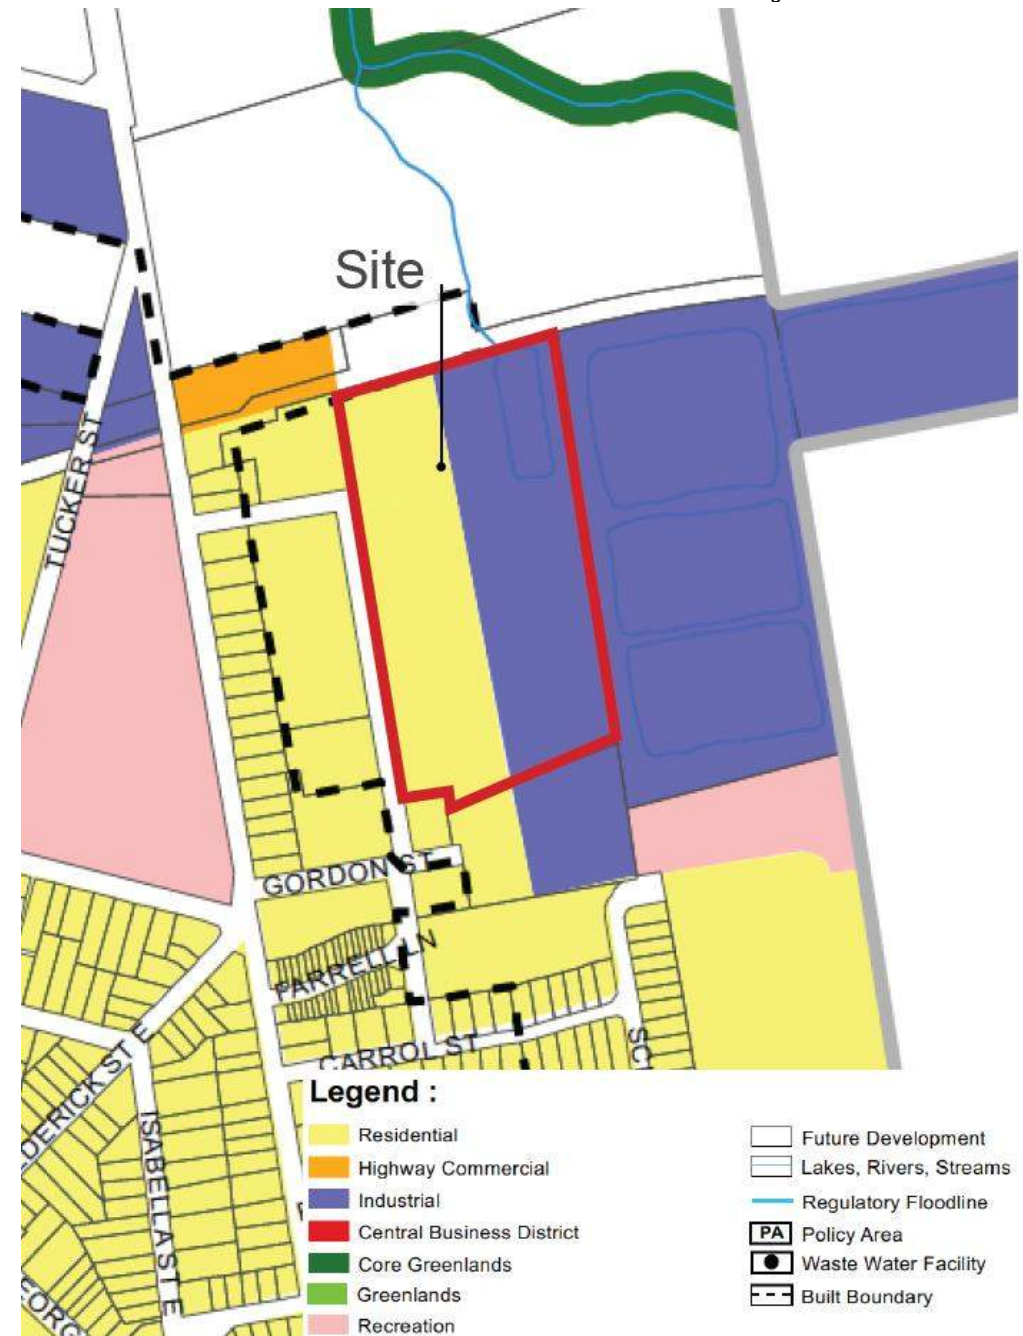 Site
TUCKER ST
GORDON ST
FARRELL LN
CARROL ST
ISABELLA ST E
Legend :
Residential
Highway Commercial
Industrial
Central Business District
Core Greenlands
Greenlands
Recreation
Future Development
Lakes, Rivers, Streams
Regulatory Floodline
PA Policy Area
Waste Water Facility
Built Boundary